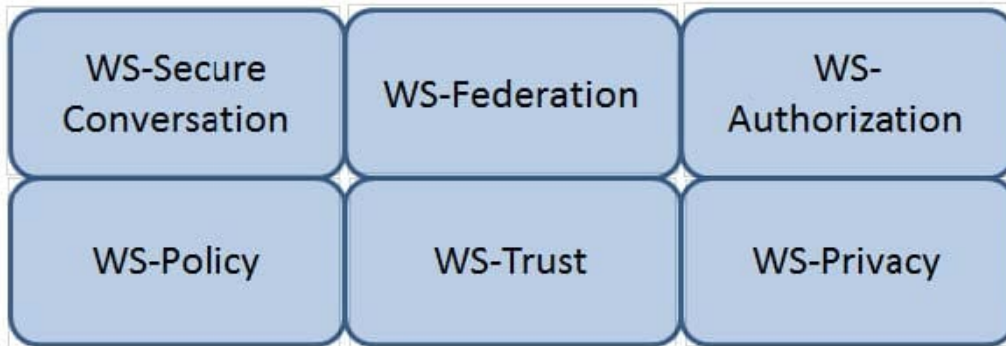 WS-Secure
Conversation
WS-Federation
WS-
Authorization
WS-Policy
WS-Trust
WS-Privacy